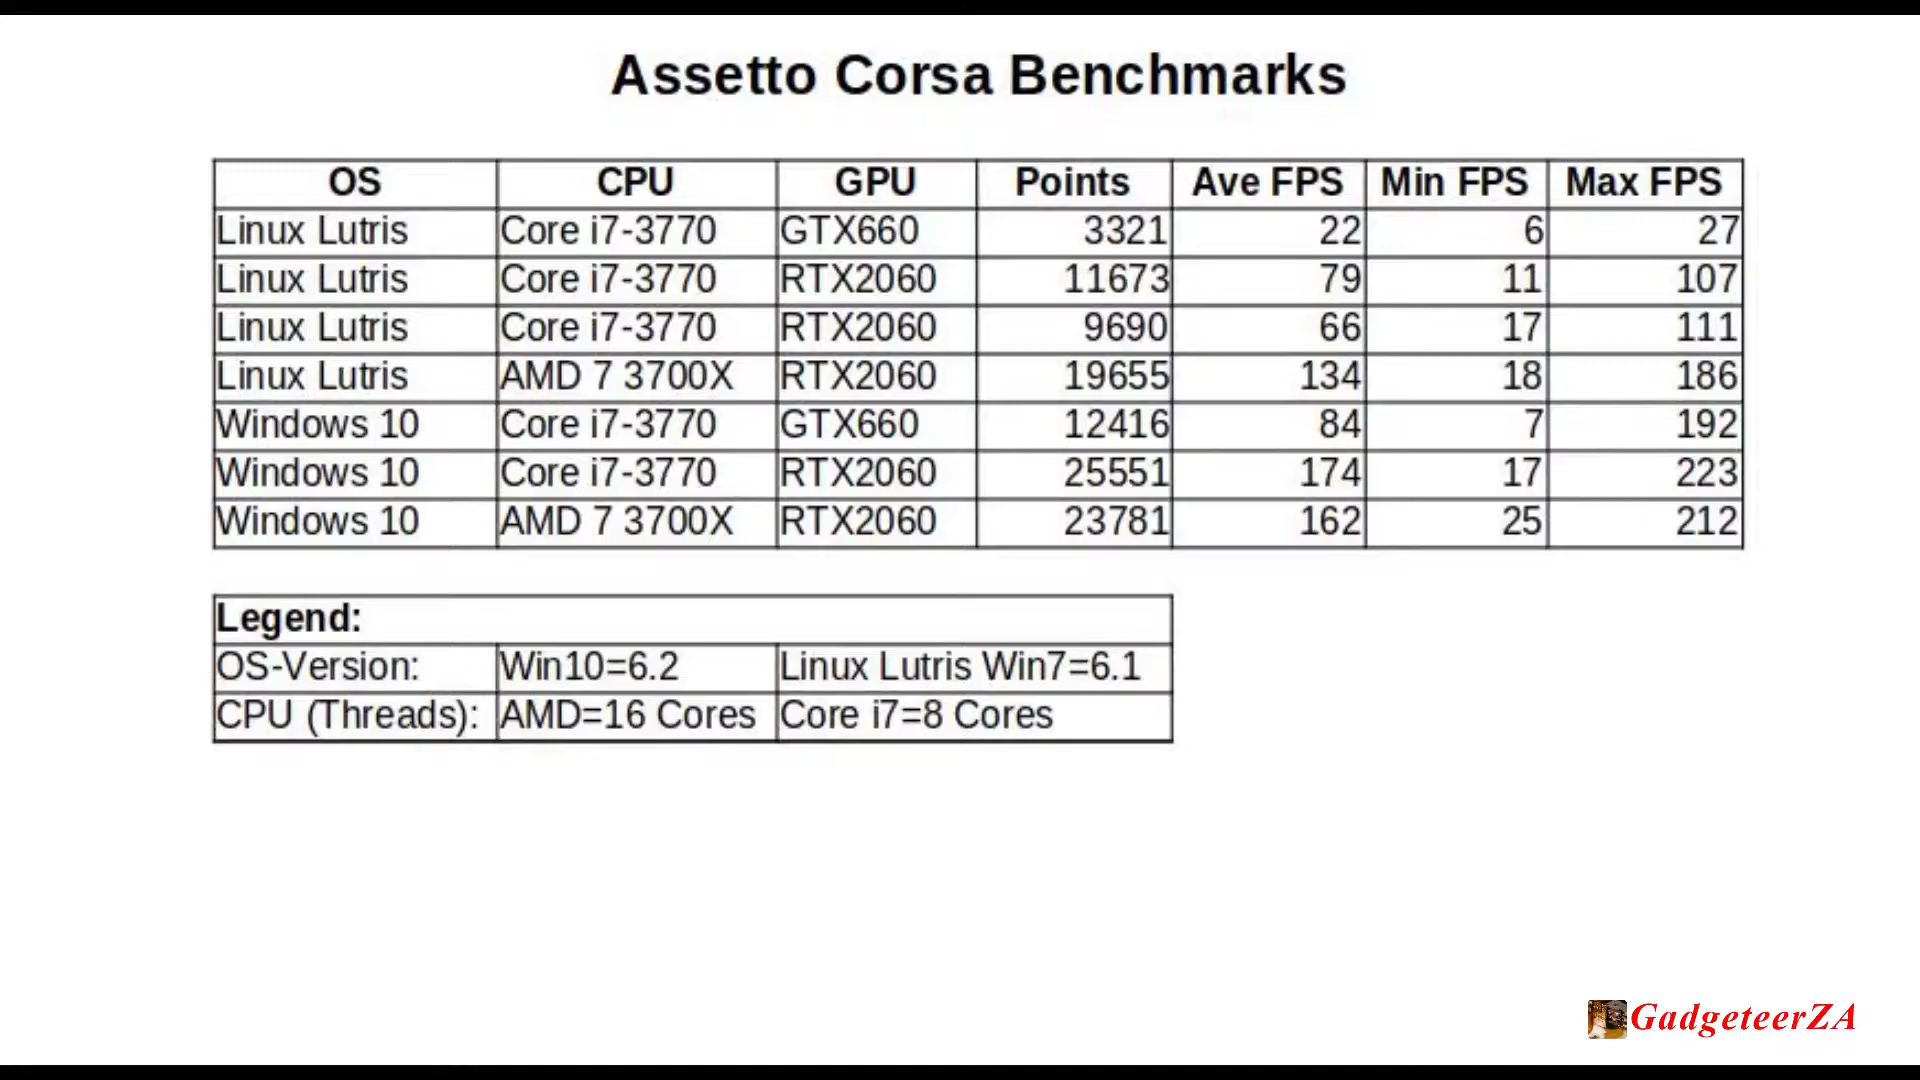 Assetto Corsa Benchmarks
OS CPU GPU Points Ave FPS Min FPS Max FPS
Linux Lutris Core i7-3770 GTX660 3321 22 6 27
Linux Lutris Core i7-3770 RTX2060 11673 79 11 107
Linux Lutris Core i7-3770 RTX2060 9690 66 17 111
Linux Lutris AMD 7 3700X RTX2060 19655 134 18 186
Windows 10 Core i7-3770 GTX660 12416 84 7 192
Windows 10 Core i7-3770 RTX2060 25551 174 17 223
Windows 10 AMD 7 3700X RTX2060 23781 162 25 212
Legend:
OS-Version: Win10=6.2 Linux Lutris Win7=6.1
CPU (Threads): AMD=16 Cores Core i7=8 Cores
GadgeteerZA